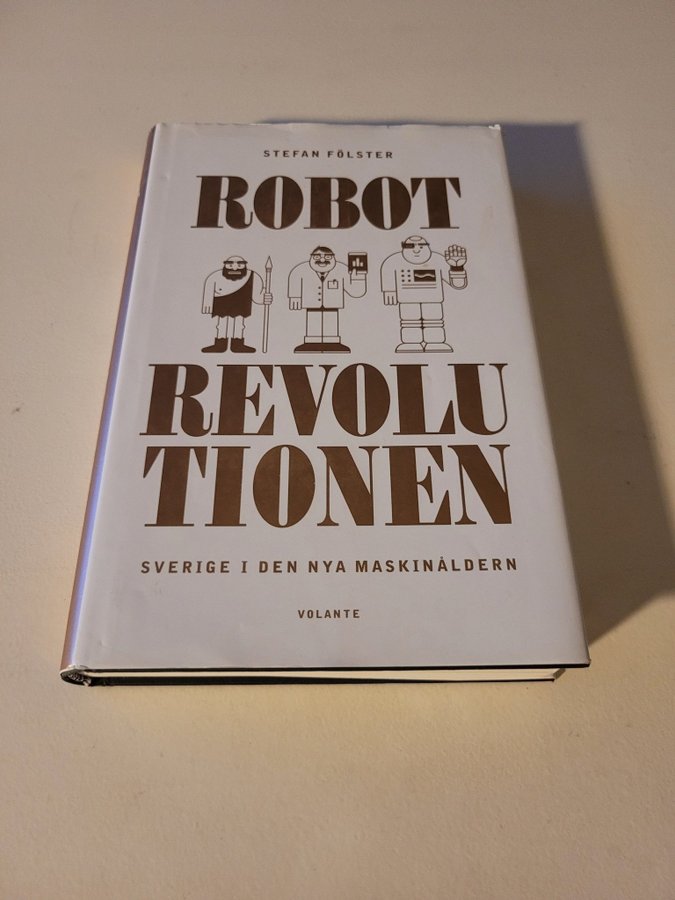 STEFAN FÖLSTER
ROBOT
REVOLU
TIONEN
SVERIGE I DEN NYA MASKINÅLDERN
VOLANTE